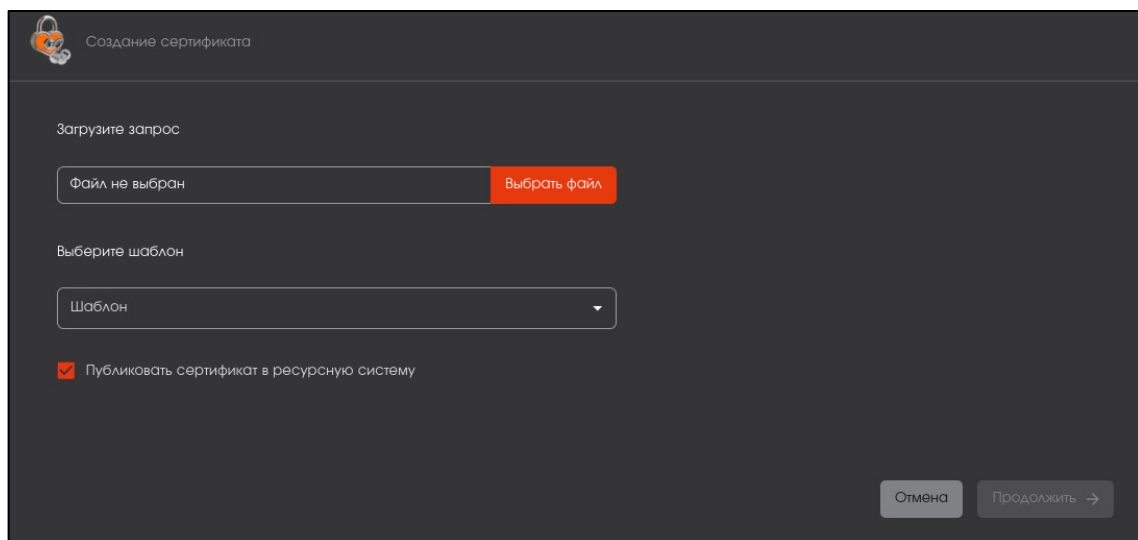 Создание сертификата
Загрузите запрос
Файл не выбран Выбрать файл
Выберите шаблон
Шаблон
Публиковать сертификат в ресурсную систему
Отмена Продолжить →